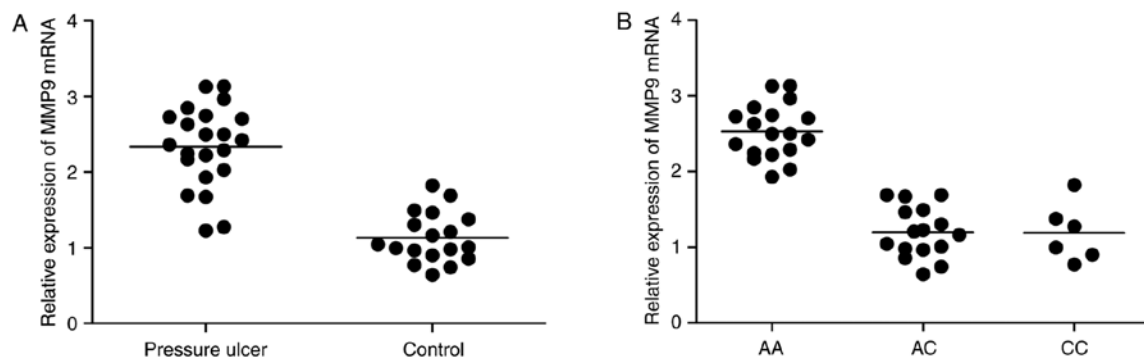 A
Relative expression of MMP9 mRNA
4
3
2
1
0
Pressure ulcer Control
B
Relative expression of MMP9 mRNA
4
3
2
1
0
AA AC CC